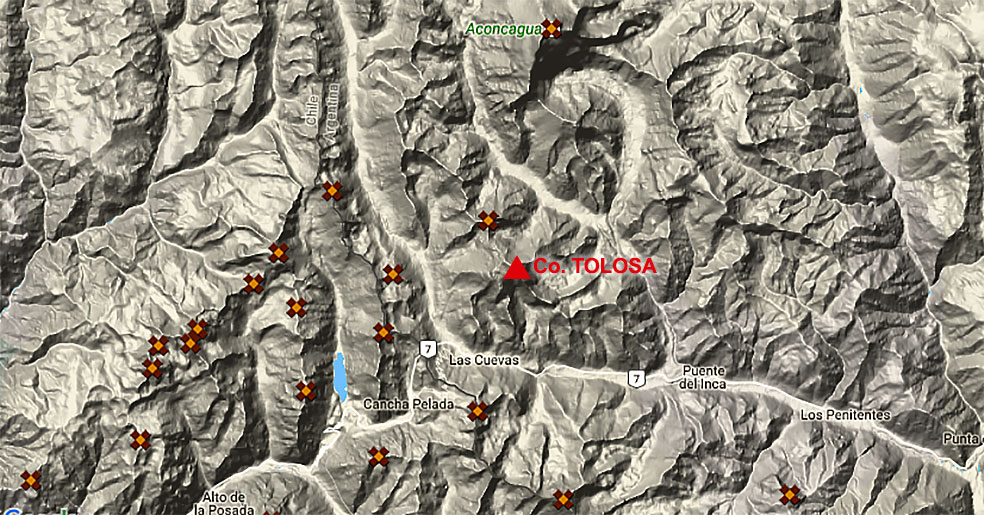 Aconcagua
Chile
Argentina
Co. TOLOSA
7
Las Cuevas
7
Puente
del Inca
Cancha Pelada
Los Penitentes
Punta
Alto de
la Posada